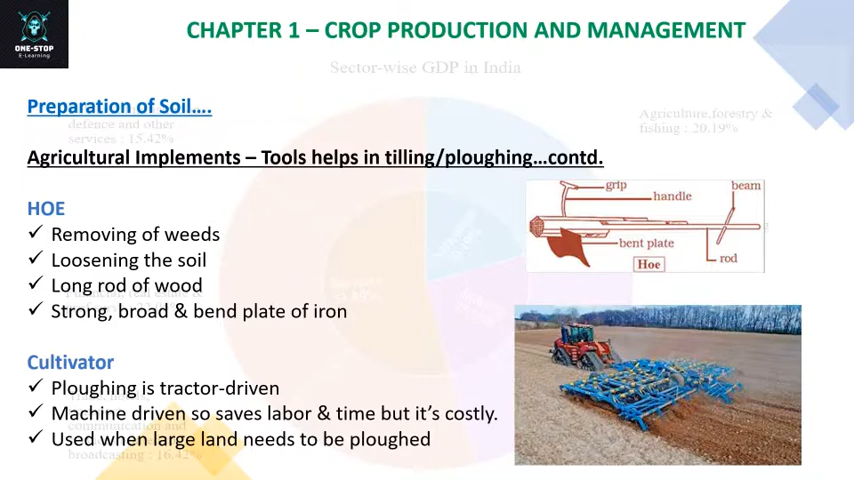 ONE-STOP
E-Learning
CHAPTER 1 – CROP PRODUCTION AND MANAGEMENT
Sector-wise GDP in India
Preparation of Soil....
defence and other
services : 15.42%
Agriculture,forestry &
fishing : 20.19%
Agricultural Implements – Tools helps in tilling/ploughing...contd.
HOE
Removing of weeds
Loosening the soil
Long rod of wood
Strong, broad & bend plate of iron
grip
handle
beam
bent plate
rod
Hoe
Cultivator
Ploughing is tractor-driven
Machine driven so saves labor & time but it's costly.
Used when large land needs to be ploughed
communication and
broadcasting : 16.42%